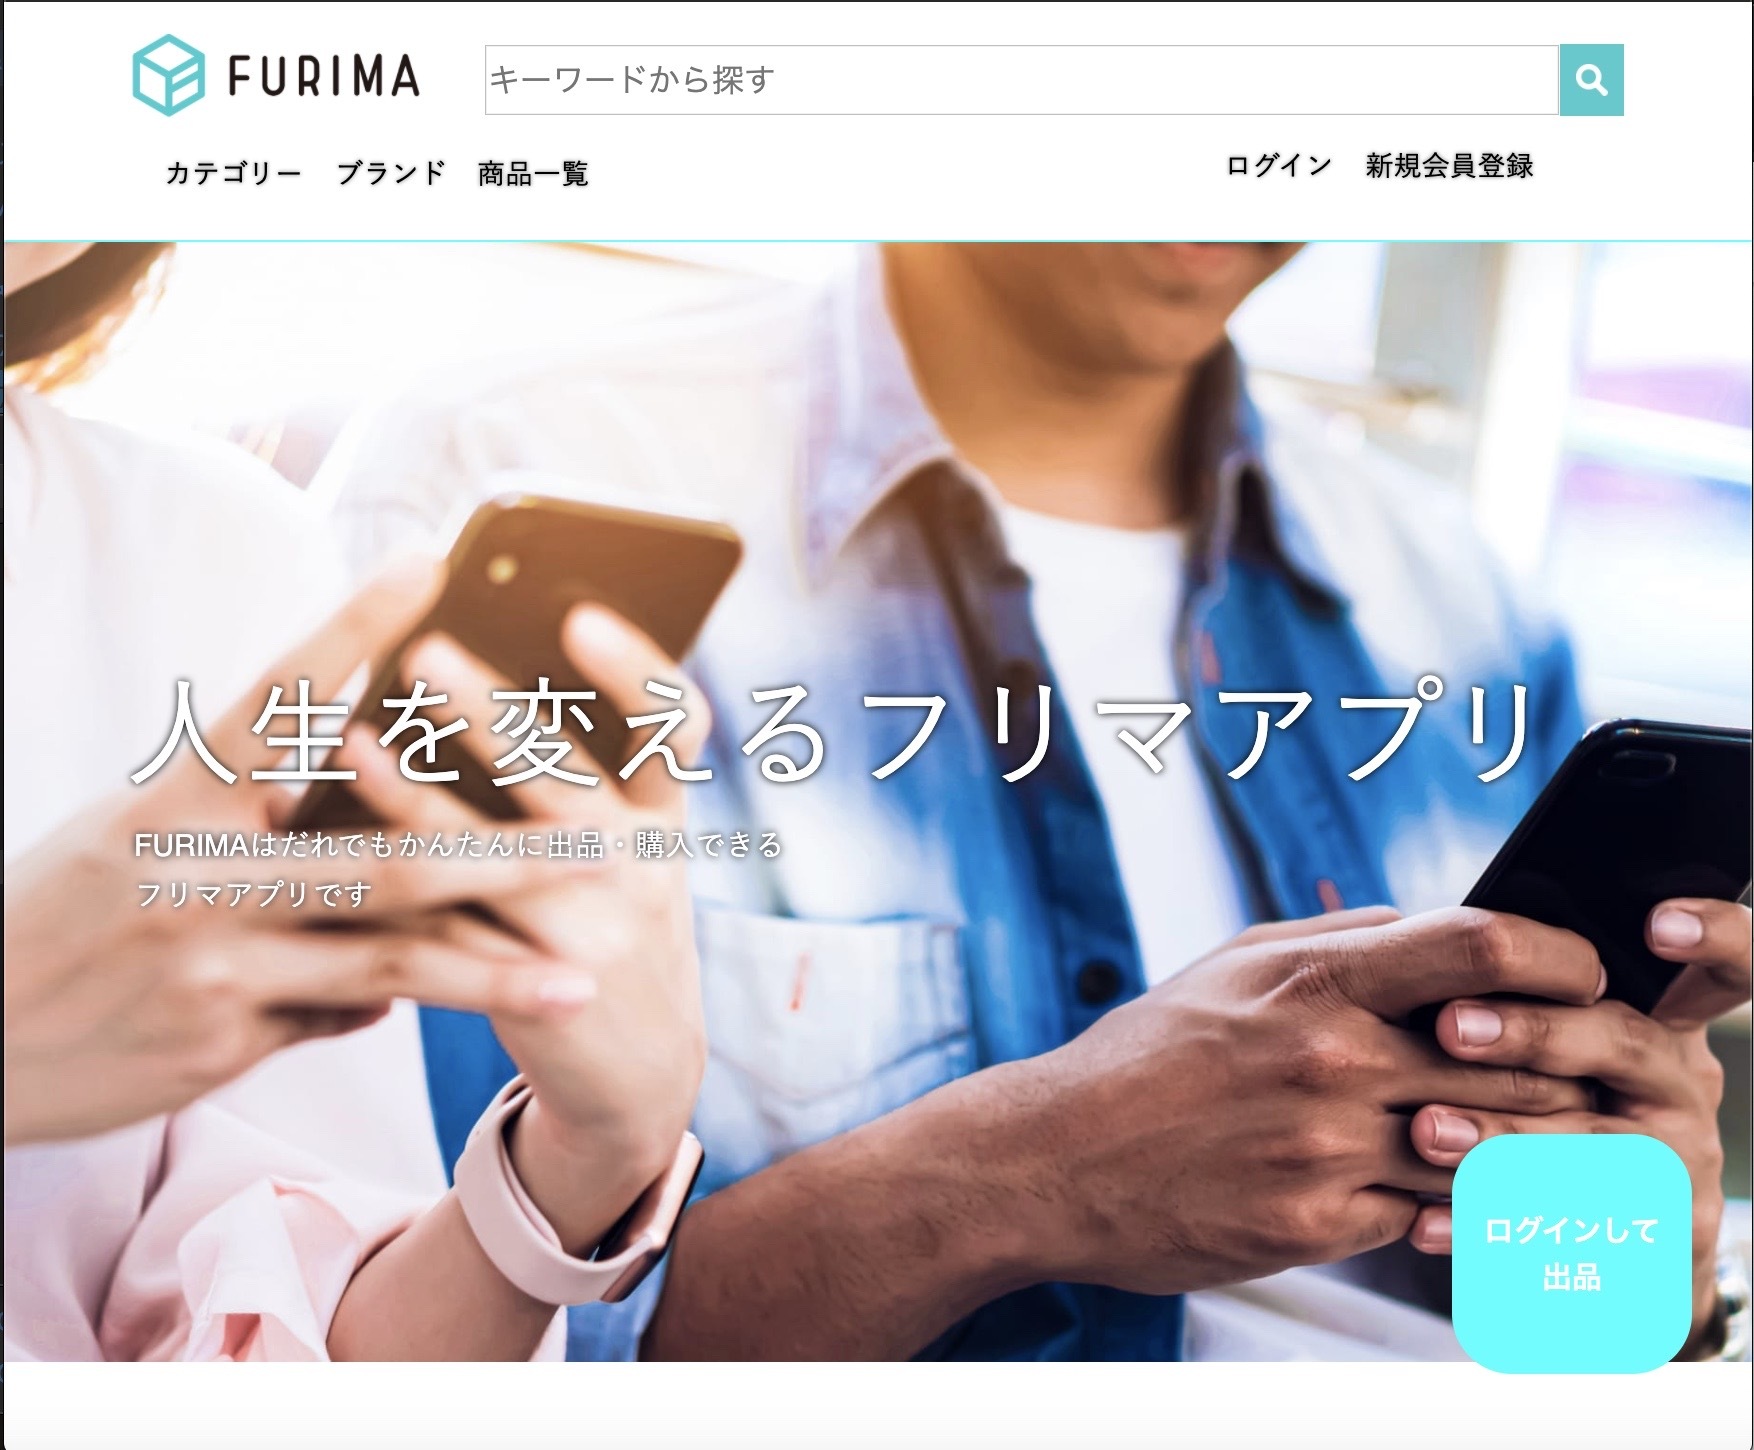 FURIMA
キーワードから探す
カテゴリー ブランド 商品一覧
ログイン 新規会員登録
人生を変えるフリマアプリ
FURIMAはだれでもかんたんに出品・購入できる
フリマアプリです
ログインして
出品